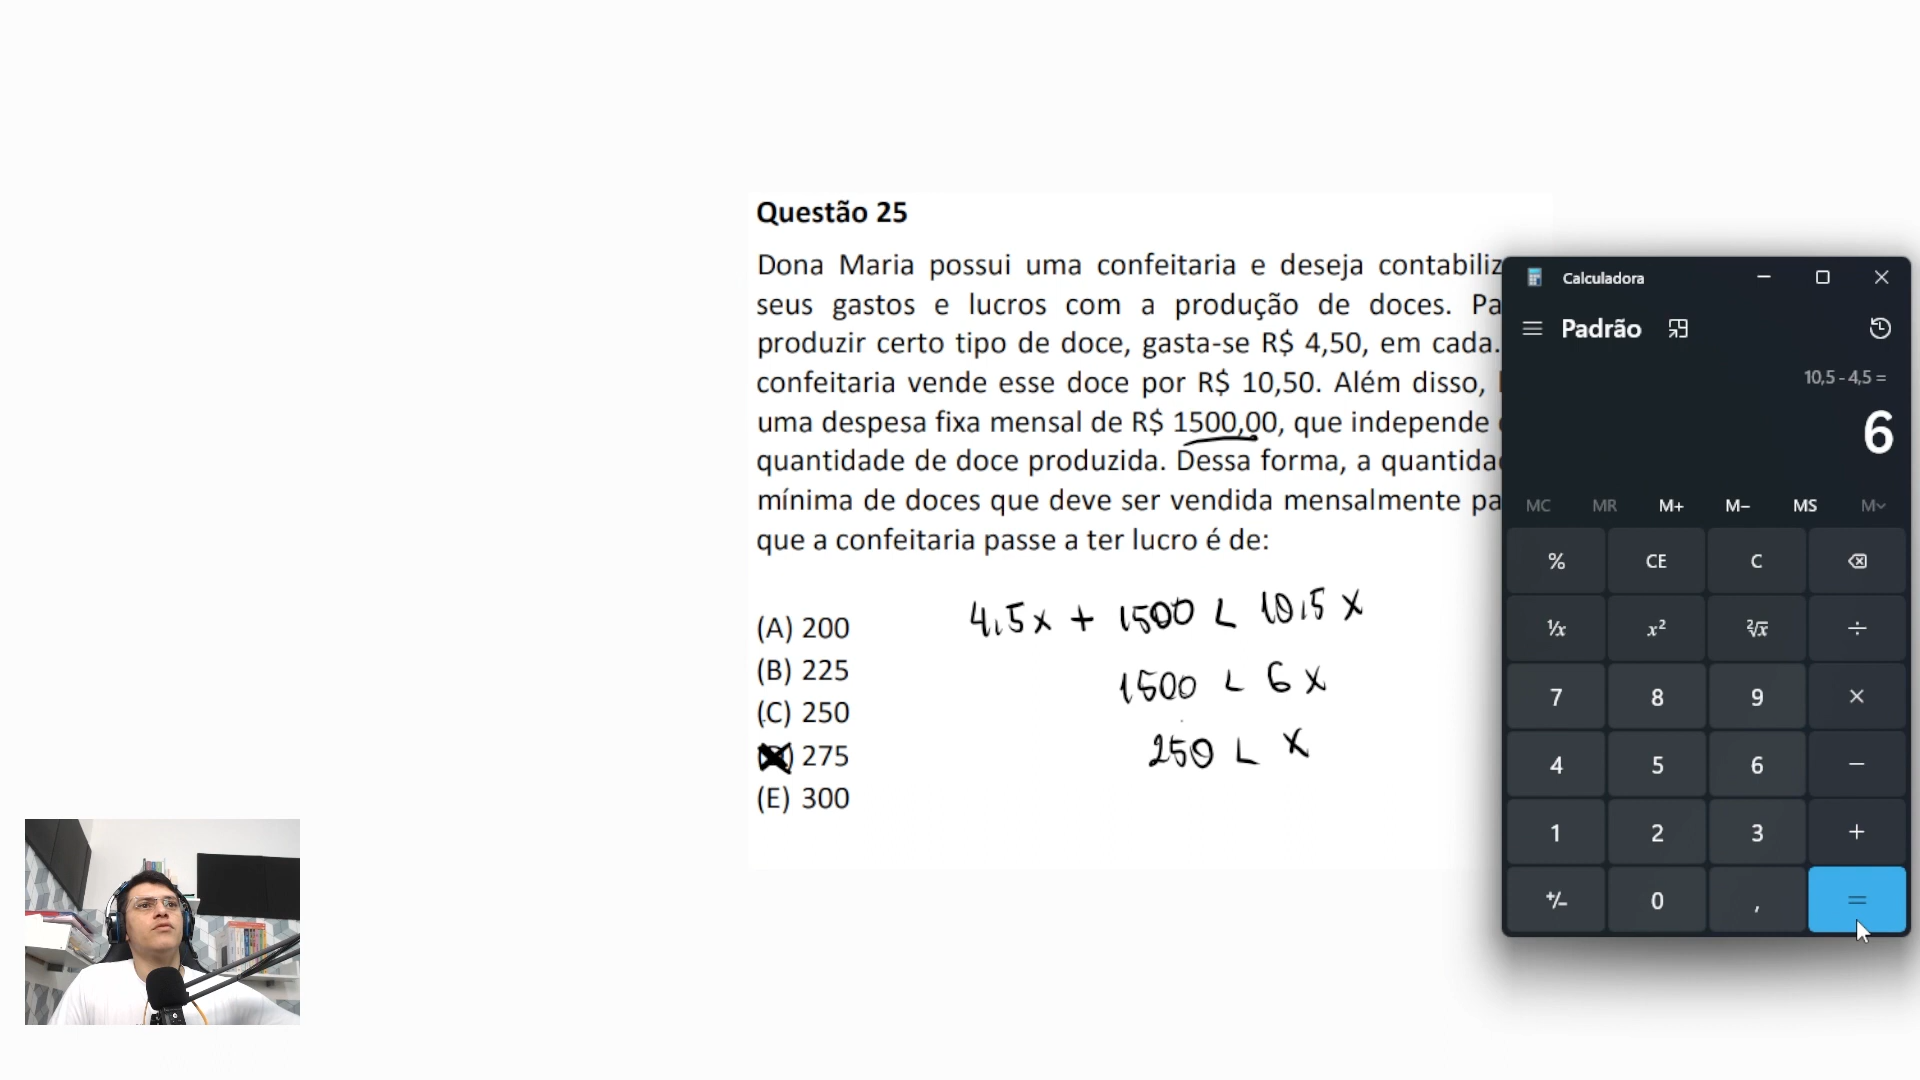 Questão 25
Dona Maria possui uma confeitaria e deseja contabiliz
seus gastos e lucros com a produção de doces. Pa
produzir certo tipo de doce, gasta-se R$ 4,50, em cada.
confeitaria vende esse doce por R$ 10,50. Além disso,
uma despesa fixa mensal de R$ 1500,00, que independe
quantidade de doce produzida. Dessa forma, a quantida
mínima de doces que deve ser vendida mensalmente pa
que a confeitaria passe a ter lucro é de:
(A) 200
(B) 225
(C) 250
275
(E) 300
4,5x + 1500 < 10,5 x
1500 < 6 x
250 < x
Calculadora
Padrão
10,5 - 4,5 =
6
MC MR M+ M− MS M˅
% CE C
¹/x x² ²√x ÷
7 8 9 ×
4 5 6 −
1 2 3 +
+/− 0 , =